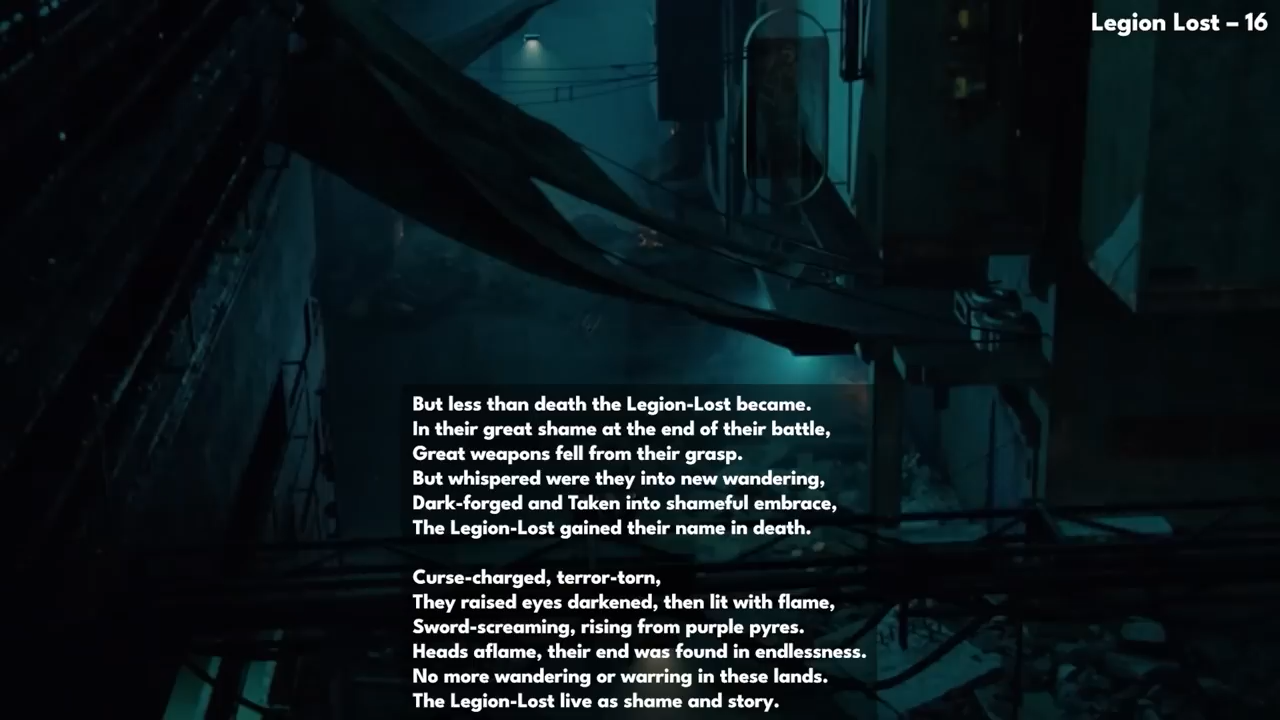 Legion Lost – 16
But less than death the Legion-Lost became.
In their great shame at the end of their battle,
Great weapons fell from their grasp.
But whispered were they into new wandering,
Dark-forged and Taken into shameful embrace,
The Legion-Lost gained their name in death.

Curse-charged, terror-torn,
They raised eyes darkened, then lit with flame,
Sword-screaming, rising from purple pyres.
Heads aflame, their end was found in endlessness.
No more wandering or warring in these lands.
The Legion-Lost live as shame and story.